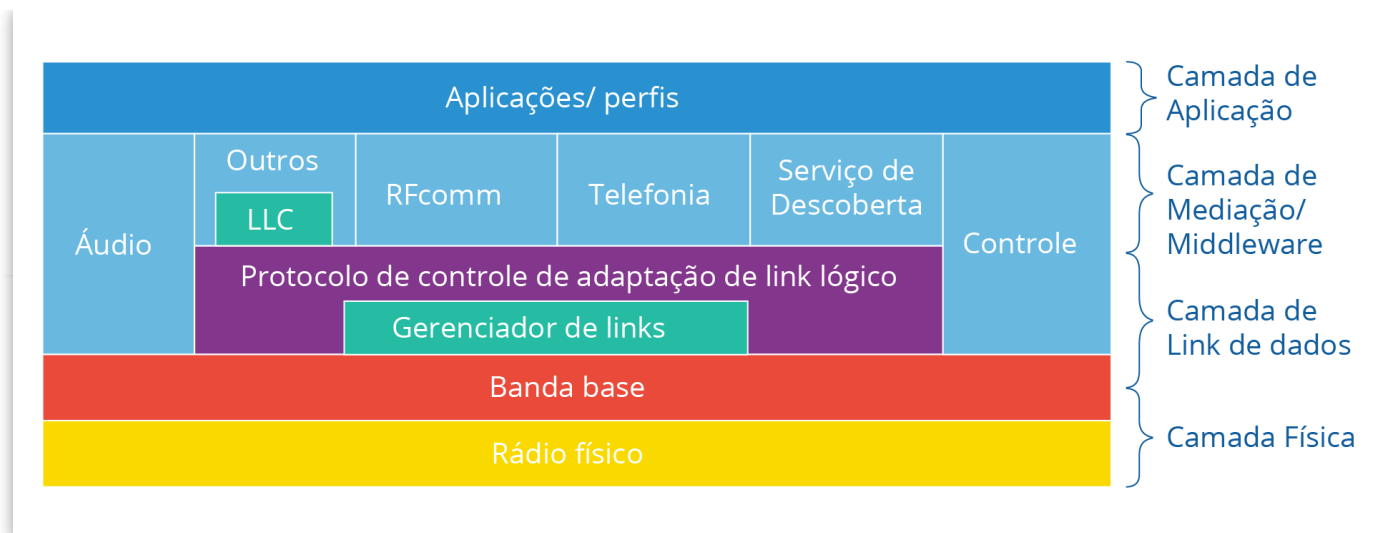 Aplicações/ perfis
Camada de
Aplicação
Áudio
Outros
LLC
RFcomm
Telefonia
Serviço de
Descoberta
Controle
Camada de
Mediação/
Middleware
Protocolo de controle de adaptação de link lógico
Gerenciador de links
Camada de
Link de dados
Banda base
Rádio físico
Camada Física